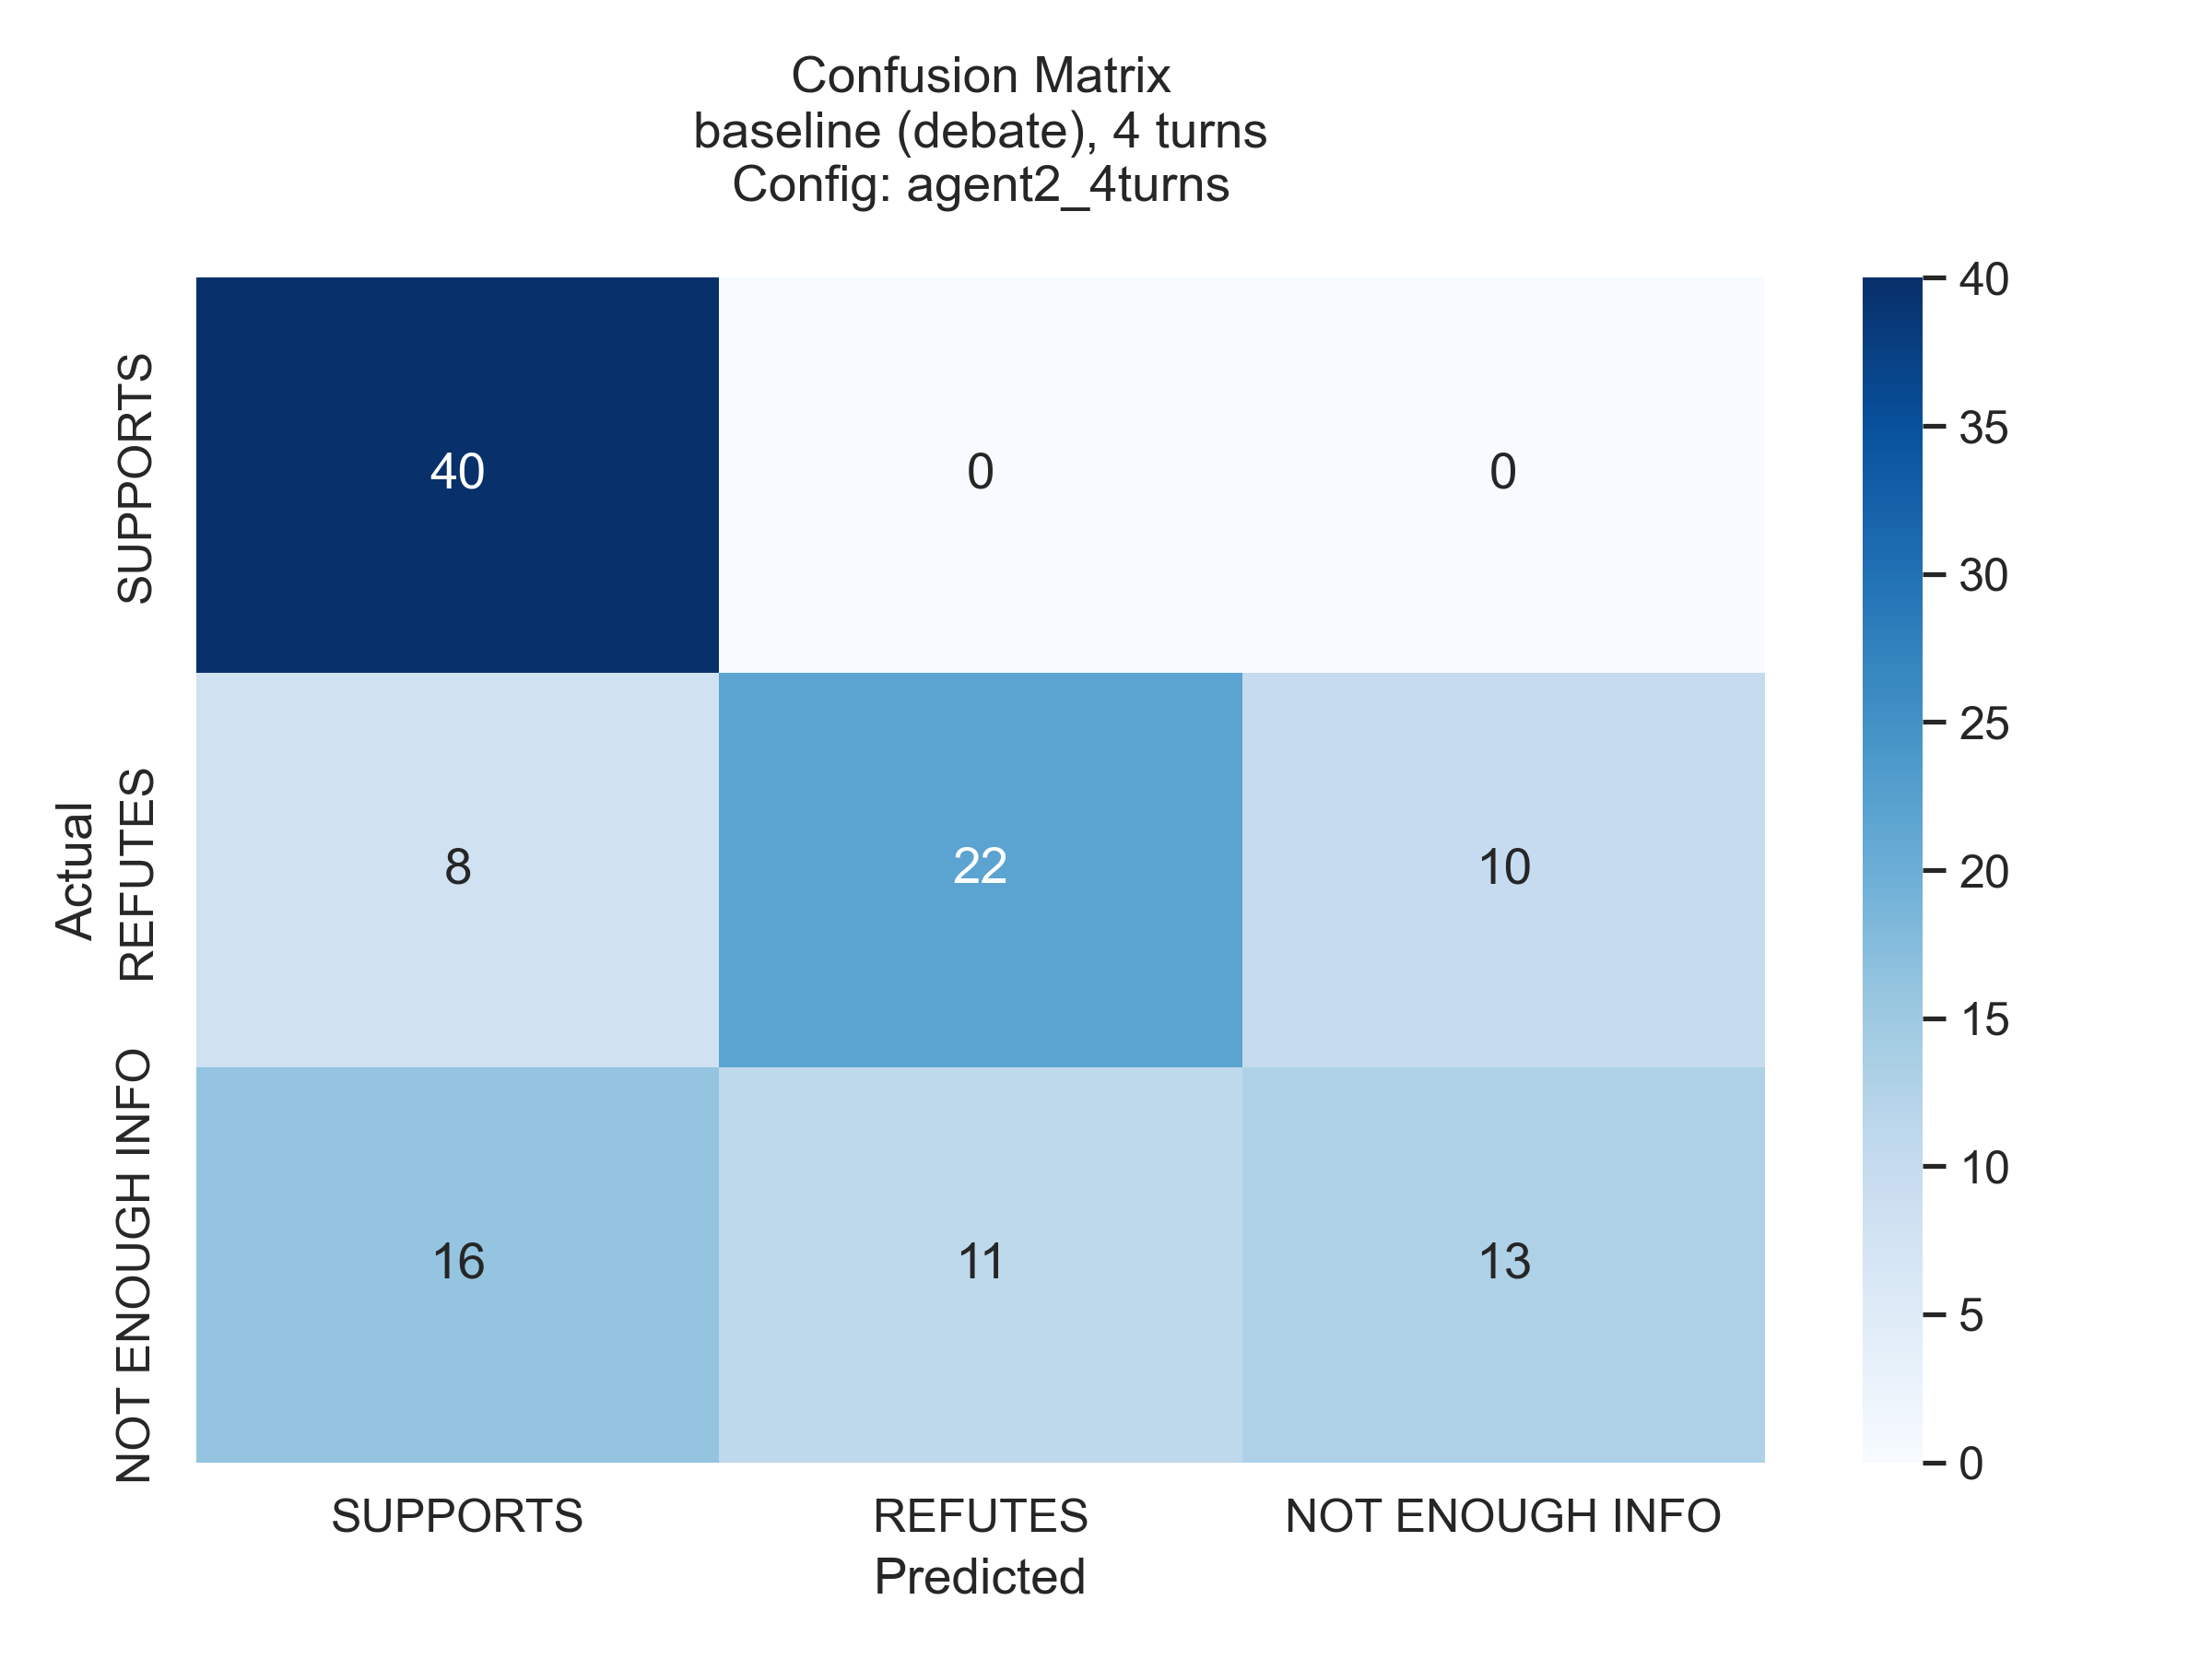 Confusion Matrix
baseline (debate), 4 turns
Config: agent2_4turns
Actual
SUPPORTS
40 0 0
REFUTES
8 22 10
NOT ENOUGH INFO
16 11 13
SUPPORTS REFUTES NOT ENOUGH INFO
Predicted
40
35
30
25
20
15
10
5
0